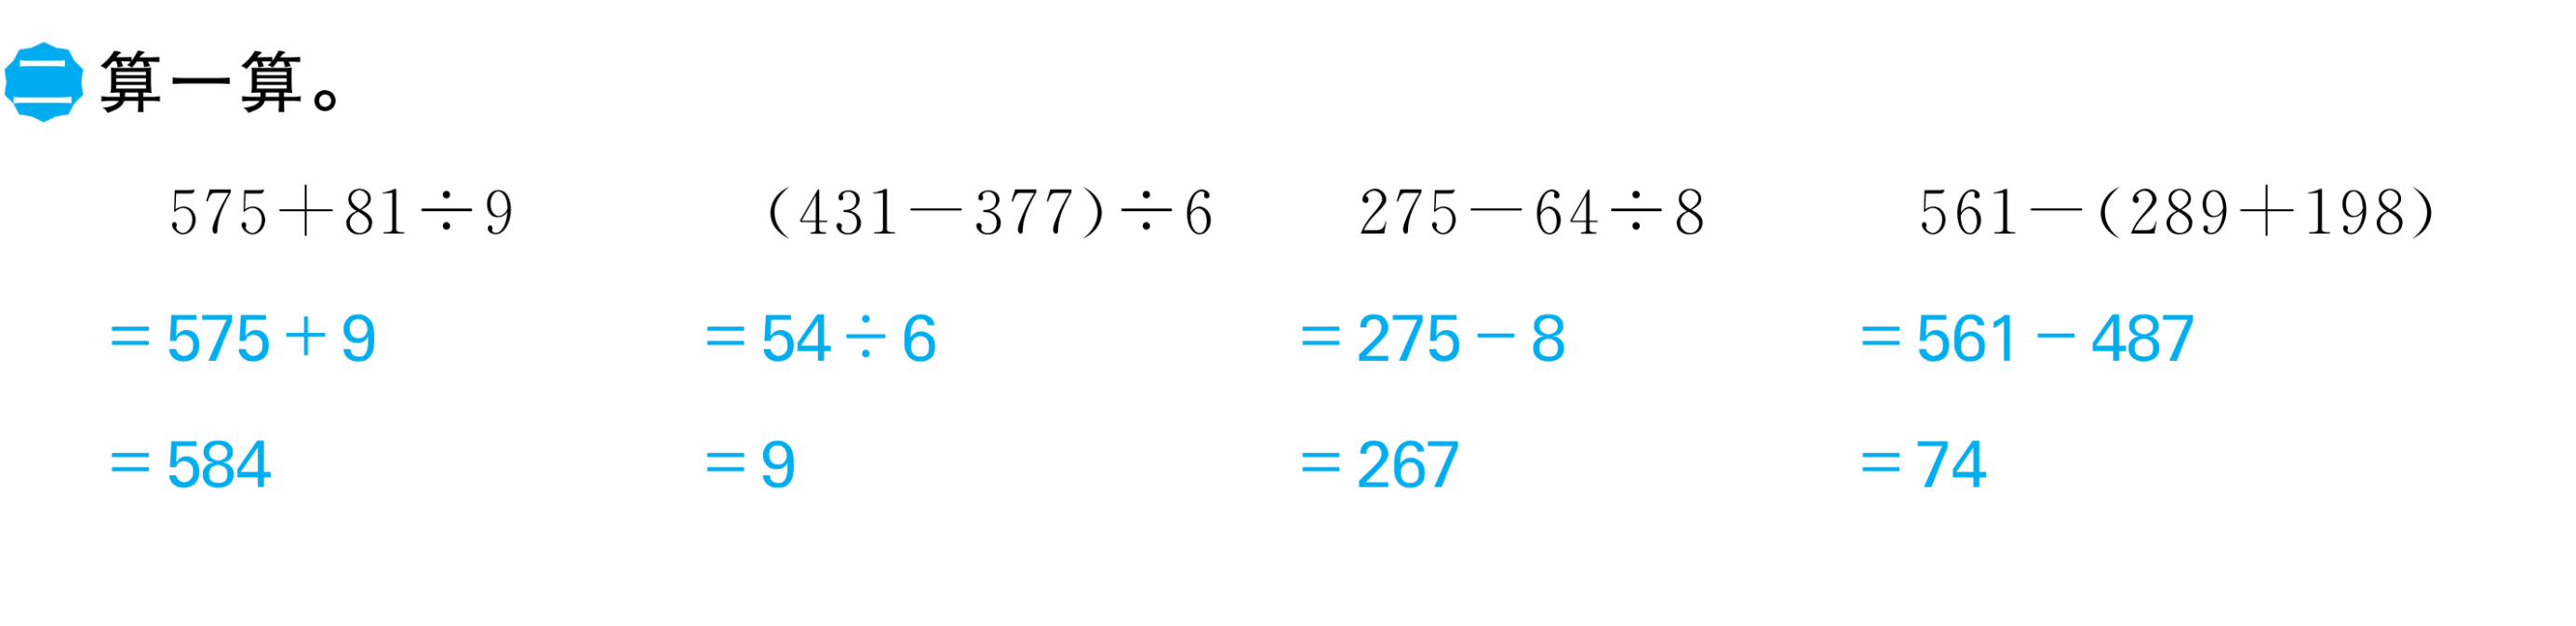 二 算一算。
575+81÷9 (431-377)÷6 275-64÷8 561-(289+198)
=575+9 =54÷6 =275-8 =561-487
=584 =9 =267 =74